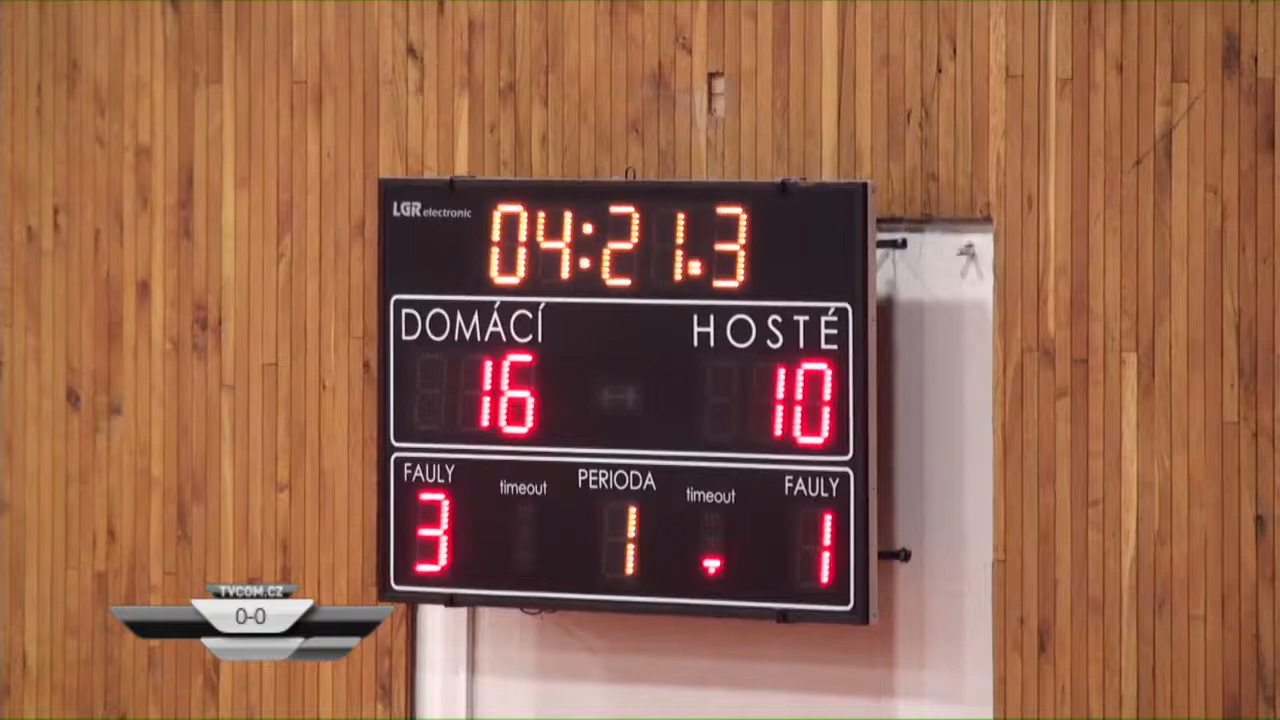 LGR electronic
04:21.3
DOMÁCÍ HOSTÉ
16 10
FAULY timeout PERIODA timeout FAULY
3 1 1
TVCOM.CZ
0-0